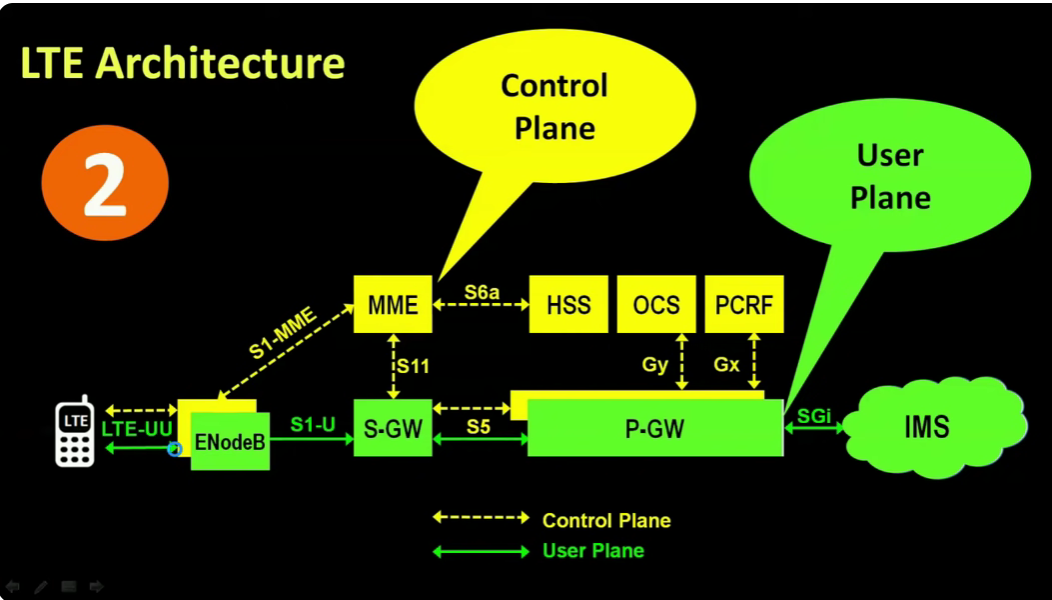 LTE Architecture
Control
Plane
User
Plane
2
MME
S6a
HSS
OCS
PCRF
S1-MME
S11
Gy
Gx
LTE
LTE-UU
ENodeB
S1-U
S-GW
S5
P-GW
SGi
IMS
Control Plane
User Plane